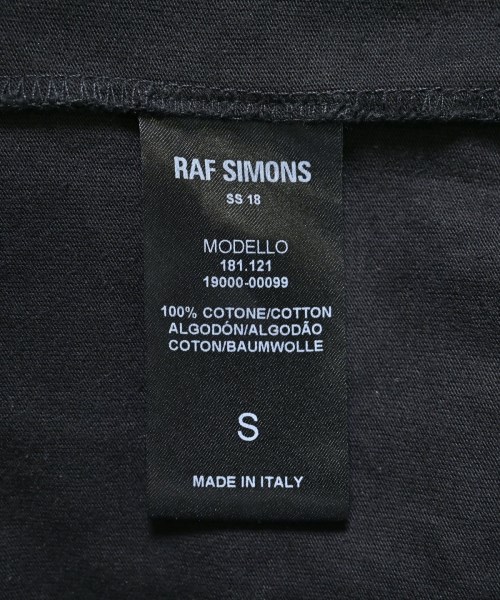 RAF SIMONS
SS 18
MODELLO
181.121
19000-00099
100% COTONE/COTTON
ALGODÓN/ALGODÃO
COTON/BAUMWOLLE
S
MADE IN ITALY